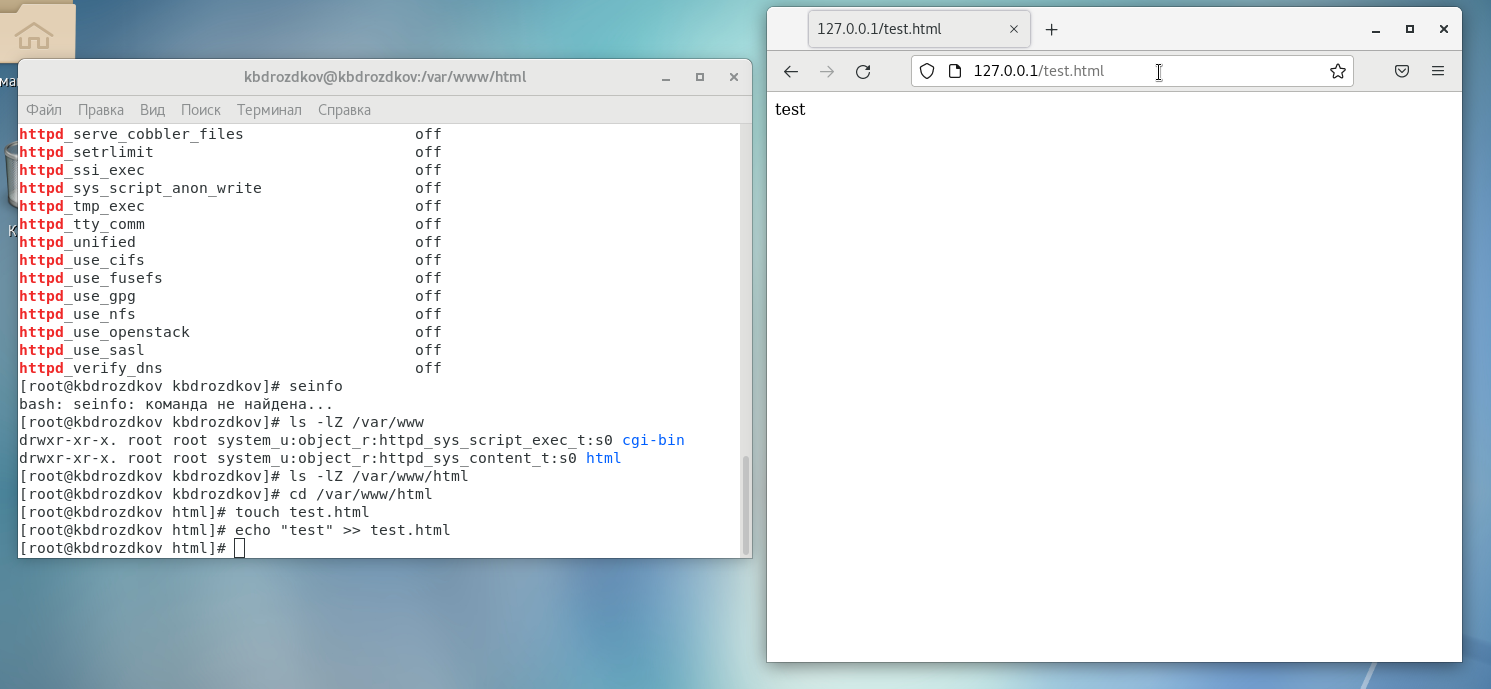 kbdrozdkov@kbdrozdkov:/var/www/html
Файл Правка Вид Поиск Терминал Справка
httpd_serve_cobbler_files off
httpd_setrlimit off
httpd_ssi_exec off
httpd_sys_script_anon_write off
httpd_tmp_exec off
httpd_tty_comm off
httpd_unified off
httpd_use_cifs off
httpd_use_fusefs off
httpd_use_gpg off
httpd_use_nfs off
httpd_use_openstack off
httpd_use_sasl off
httpd_verify_dns off
[root@kbdrozdkov kbdrozdkov]# seinfo
bash: seinfo: команда не найдена...
[root@kbdrozdkov kbdrozdkov]# ls -lZ /var/www
drwxr-xr-x. root root system_u:object_r:httpd_sys_script_exec_t:s0 cgi-bin
drwxr-xr-x. root root system_u:object_r:httpd_sys_content_t:s0 html
[root@kbdrozdkov kbdrozdkov]# ls -lZ /var/www/html
[root@kbdrozdkov kbdrozdkov]# cd /var/www/html
[root@kbdrozdkov html]# touch test.html
[root@kbdrozdkov html]# echo "test" >> test.html
[root@kbdrozdkov html]#
127.0.0.1/test.html
127.0.0.1/test.html
test